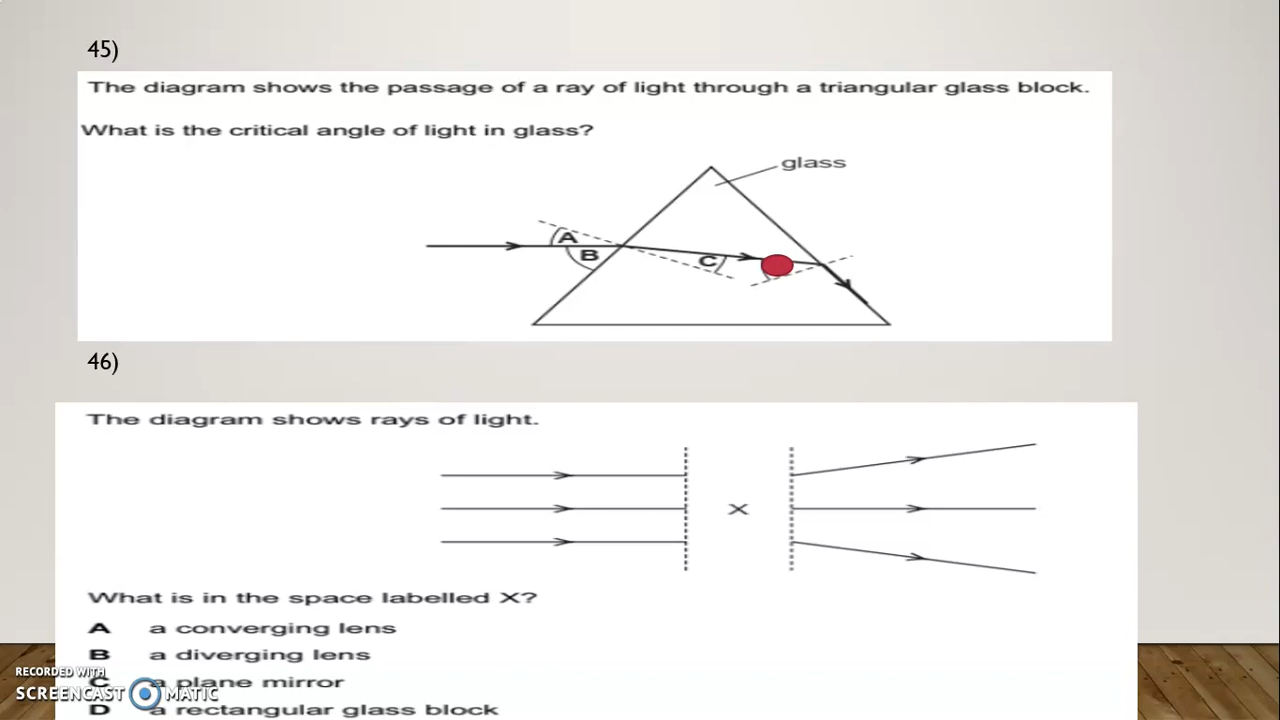 45)
The diagram shows the passage of a ray of light through a triangular glass block.
What is the critical angle of light in glass?
glass
A
B
C
46)
The diagram shows rays of light.
X
What is in the space labelled X?
A a converging lens
B a diverging lens
C a plane mirror
D a rectangular glass block
RECORDED WITH
SCREENCAST MATIC